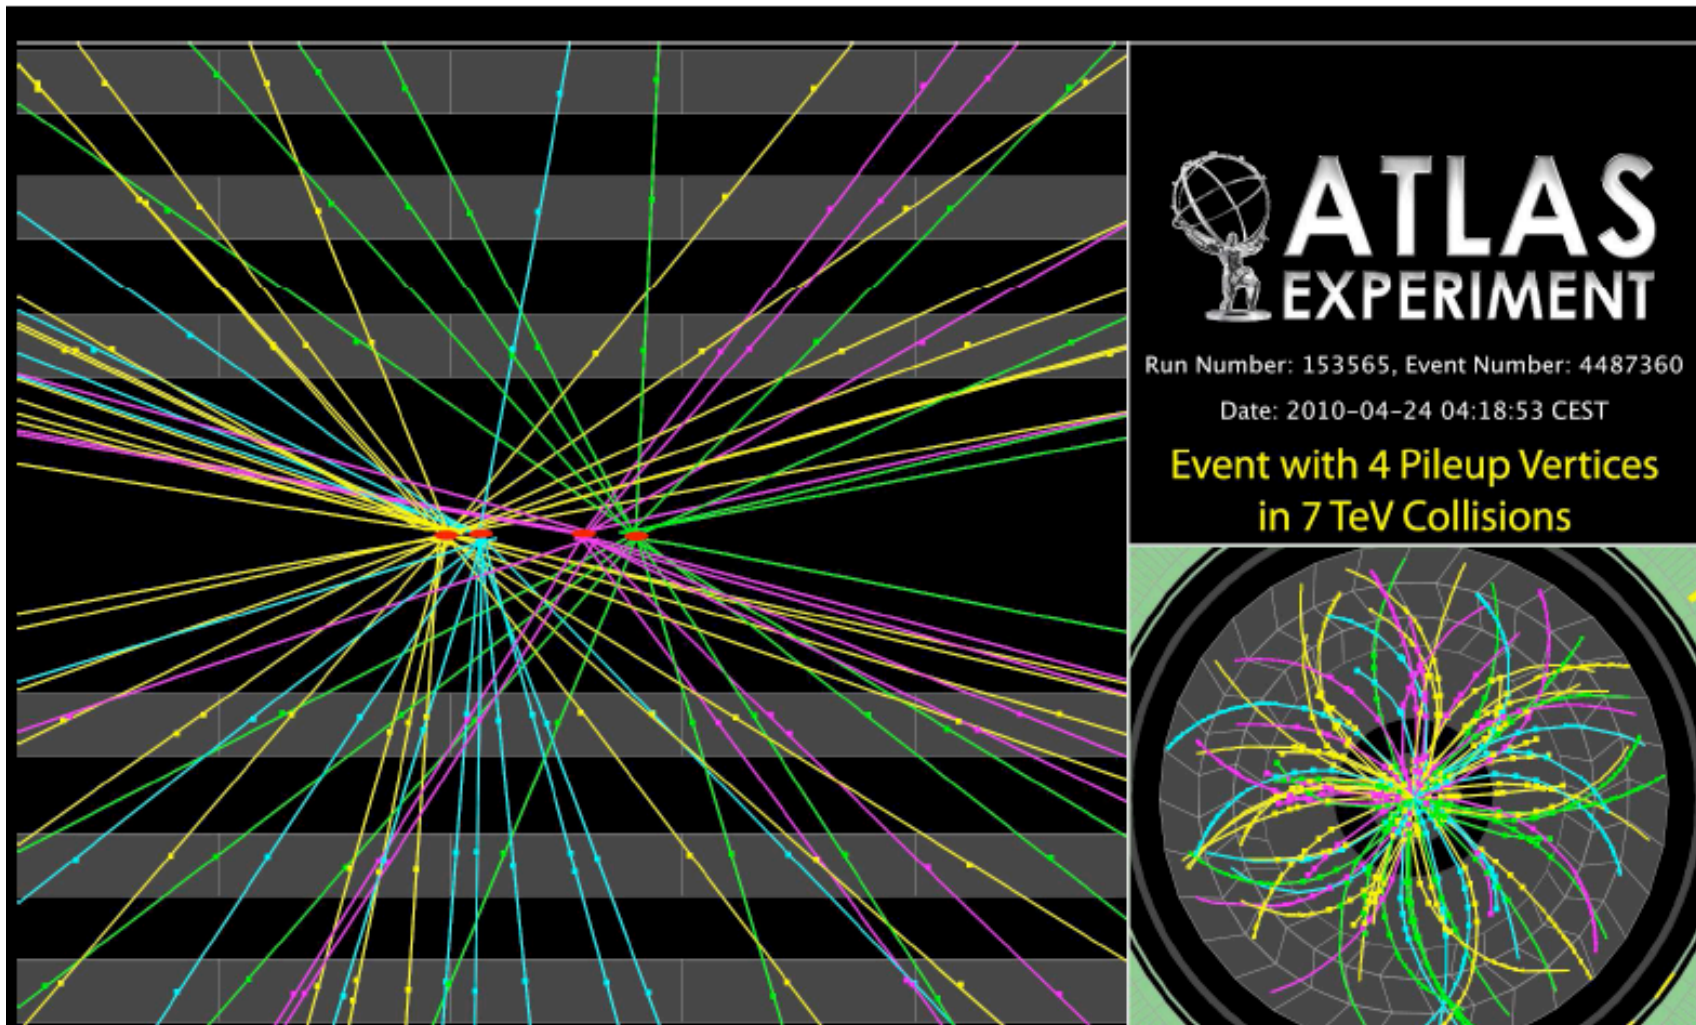 ATLAS
EXPERIMENT
Run Number: 153565, Event Number: 4487360
Date: 2010-04-24 04:18:53 CEST
Event with 4 Pileup Vertices
in 7 TeV Collisions